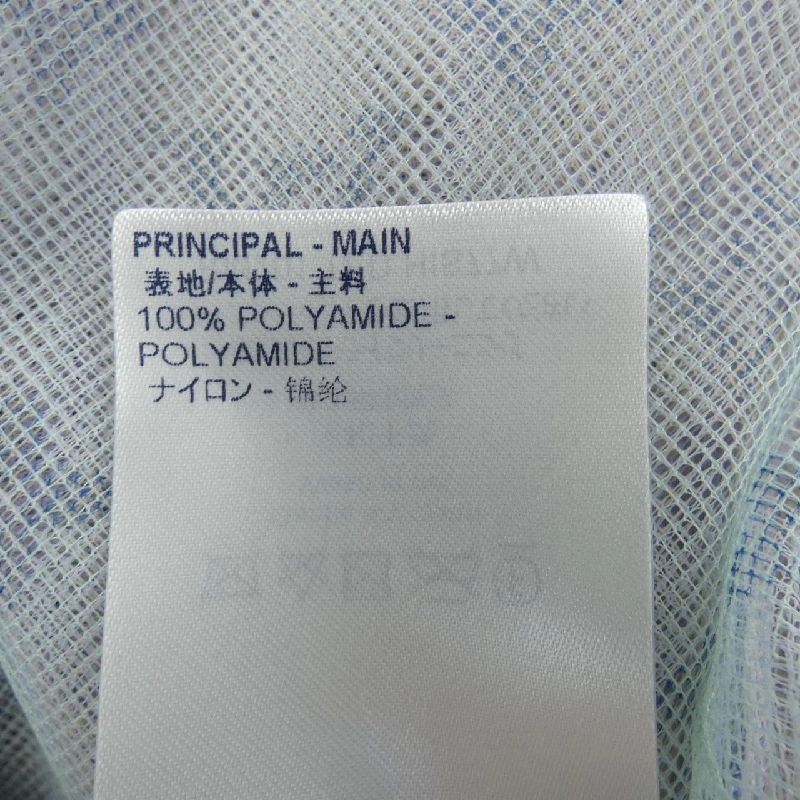 PRINCIPAL - MAIN
表地/本体 - 主料
100% POLYAMIDE -
POLYAMIDE
ナイロン - 锦纶